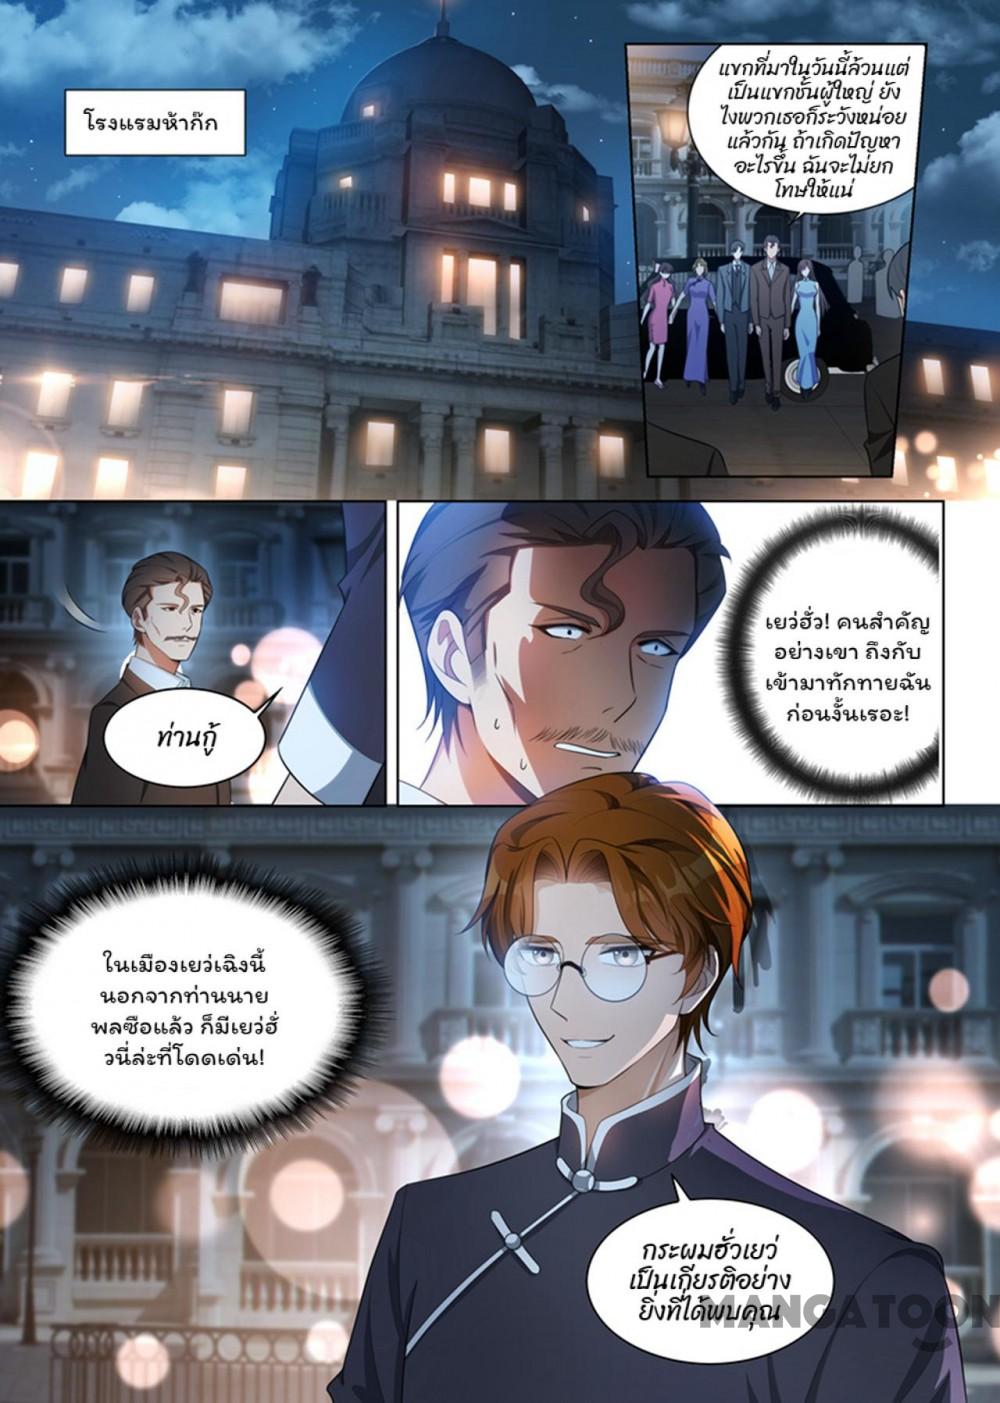 โรงแรมห้าก๊ก
แขกที่มาในวันนี้ล้วนแต่
เป็นแขกชั้นผู้ใหญ่ ยัง
ไงพวกเธอก็ระวังหน่อย
แล้วกัน ถ้าเกิดปัญหา
อะไรขึ้น ฉันจะไม่ยก
โทษให้แน่
ท่านกู้
เยว่ฮั่ว! คนสำคัญ
อย่างเขา ถึงกับ
เข้ามาทักทายฉัน
ก่อนงั้นเรอะ!
ในเมืองเยว่เฉิงนี้
นอกจากท่านนาย
พลซือแล้ว ก็มีเยว่ฮั่
วนี่ล่ะที่โดดเด่น!
กระผมฮั่วเยว่
เป็นเกียรติอย่าง
ยิ่งที่ได้พบคุณ
MANGATOON